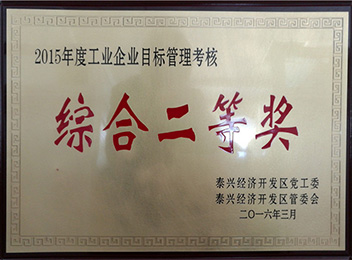 2015年度工业企业目标管理考核
综合二等奖
泰兴经济开发区党工委
泰兴经济开发区管委会
二〇一六年三月